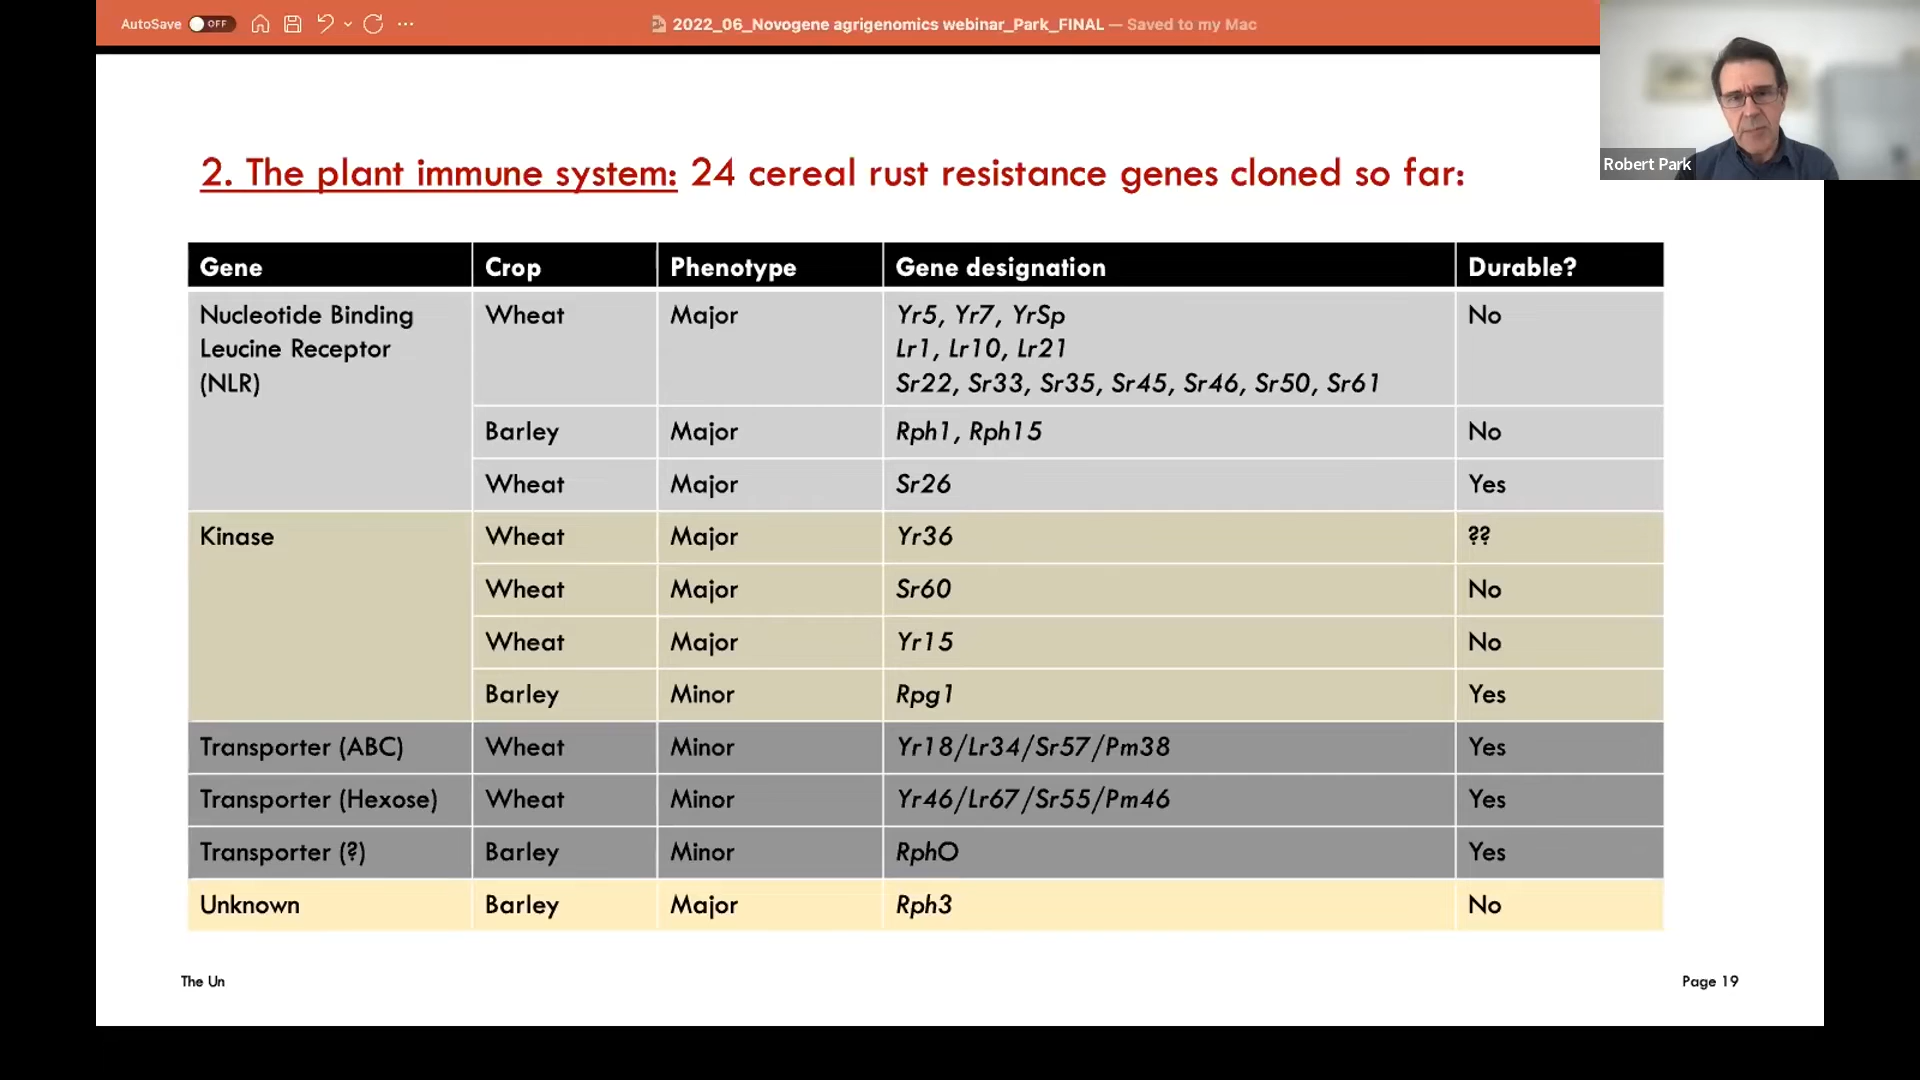 AutoSave OFF
2022_06_Novogene agrigenomics webinar_Park_FINAL — Saved to my Mac
Robert Park
2. The plant immune system: 24 cereal rust resistance genes cloned so far:
Gene Crop Phenotype Gene designation Durable?
Nucleotide Binding Wheat Major Yr5, Yr7, YrSp No
Leucine Receptor Lr1, Lr10, Lr21
(NLR) Sr22, Sr33, Sr35, Sr45, Sr46, Sr50, Sr61
Barley Major Rph1, Rph15 No
Wheat Major Sr26 Yes
Kinase Wheat Major Yr36 ??
Wheat Major Sr60 No
Wheat Major Yr15 No
Barley Minor Rpg1 Yes
Transporter (ABC) Wheat Minor Yr18/Lr34/Sr57/Pm38 Yes
Transporter (Hexose) Wheat Minor Yr46/Lr67/Sr55/Pm46 Yes
Transporter (?) Barley Minor RphQ Yes
Unknown Barley Major Rph3 No
The Un Page 19